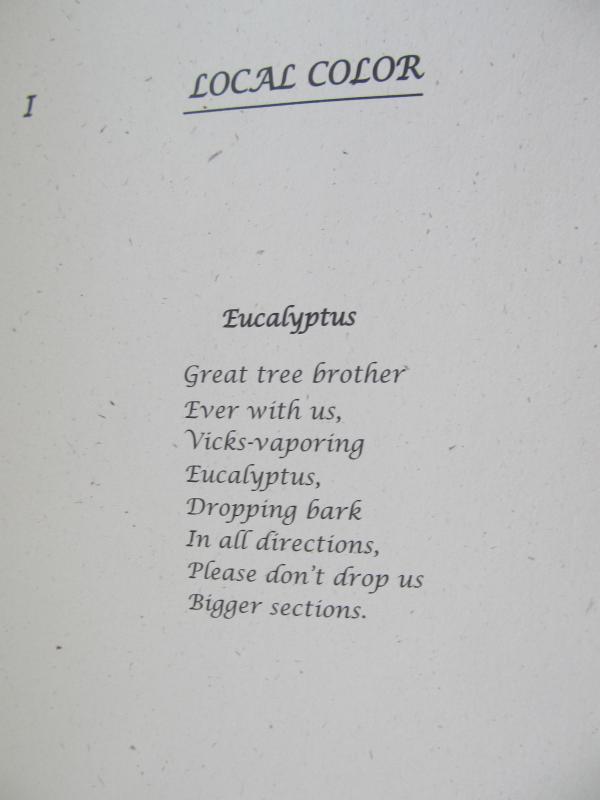 LOCAL COLOR
I
Eucalyptus
Great tree brother
Ever with us,
Vicks-vaporing
Eucalyptus,
Dropping bark
In all directions,
Please don't drop us
Bigger sections.